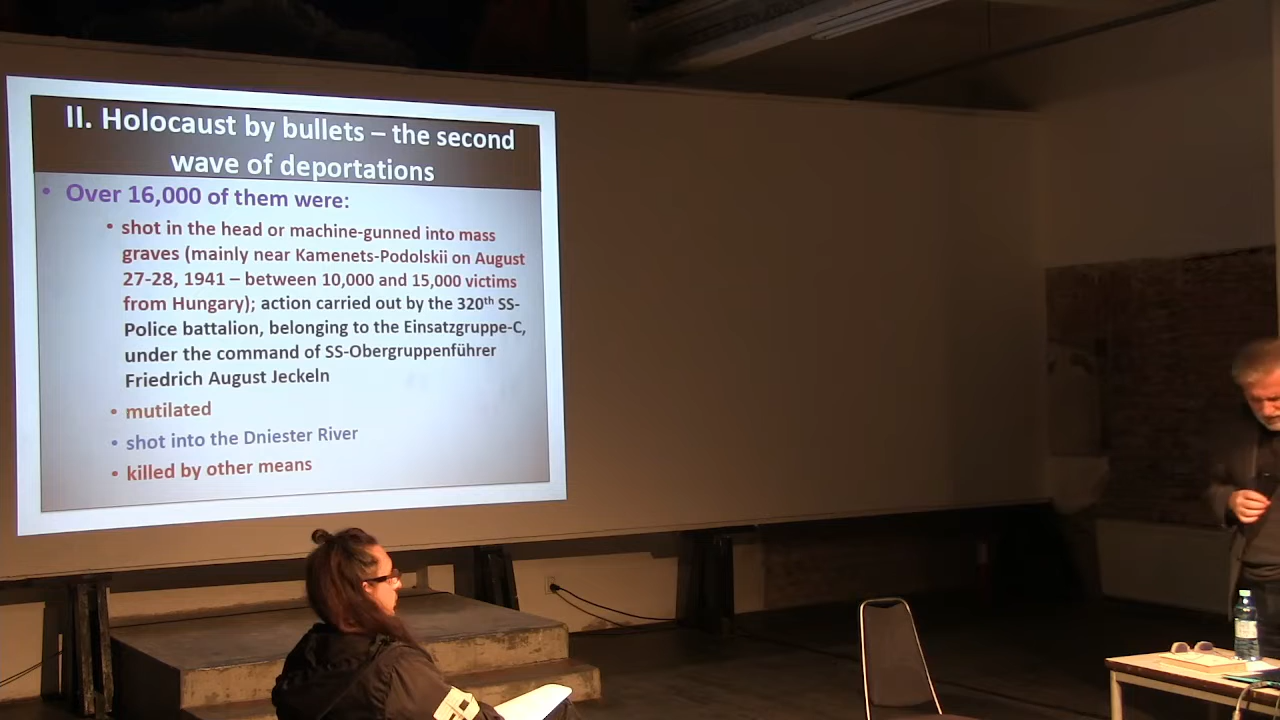 II. Holocaust by bullets – the second
wave of deportations
• Over 16,000 of them were:
• shot in the head or machine-gunned into mass
graves (mainly near Kamenets-Podolskii on August
27-28, 1941 – between 10,000 and 15,000 victims
from Hungary); action carried out by the 320th SS-
Police battalion, belonging to the Einsatzgruppe-C,
under the command of SS-Obergruppenführer
Friedrich August Jeckeln
• mutilated
• shot into the Dniester River
• killed by other means